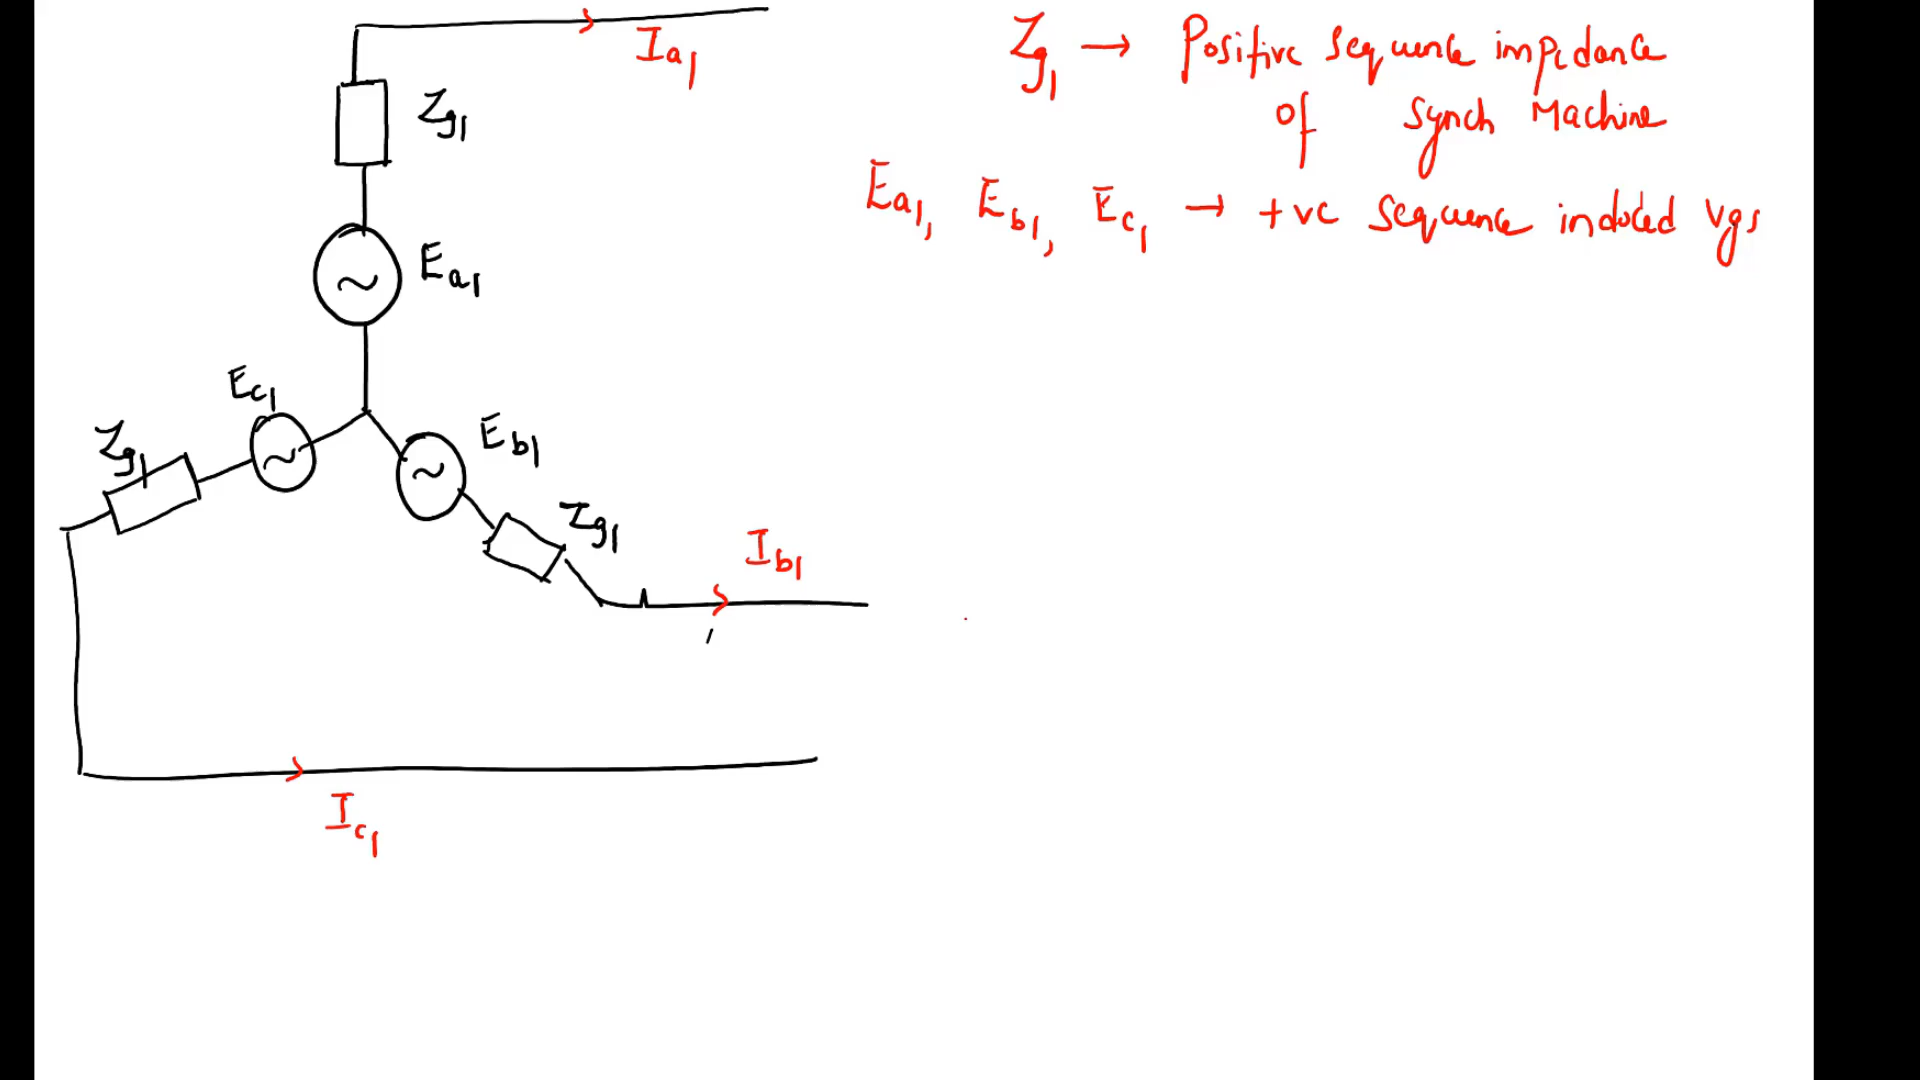 Ia1
Zg1 → Positive sequence impedance
of synch Machine
Zg1
Ea1, Eb1, Ec1 → +ve sequence induced vgs
Ea1
Ec1
Eb1
Zg1
Zg1
Ib1
Ic1